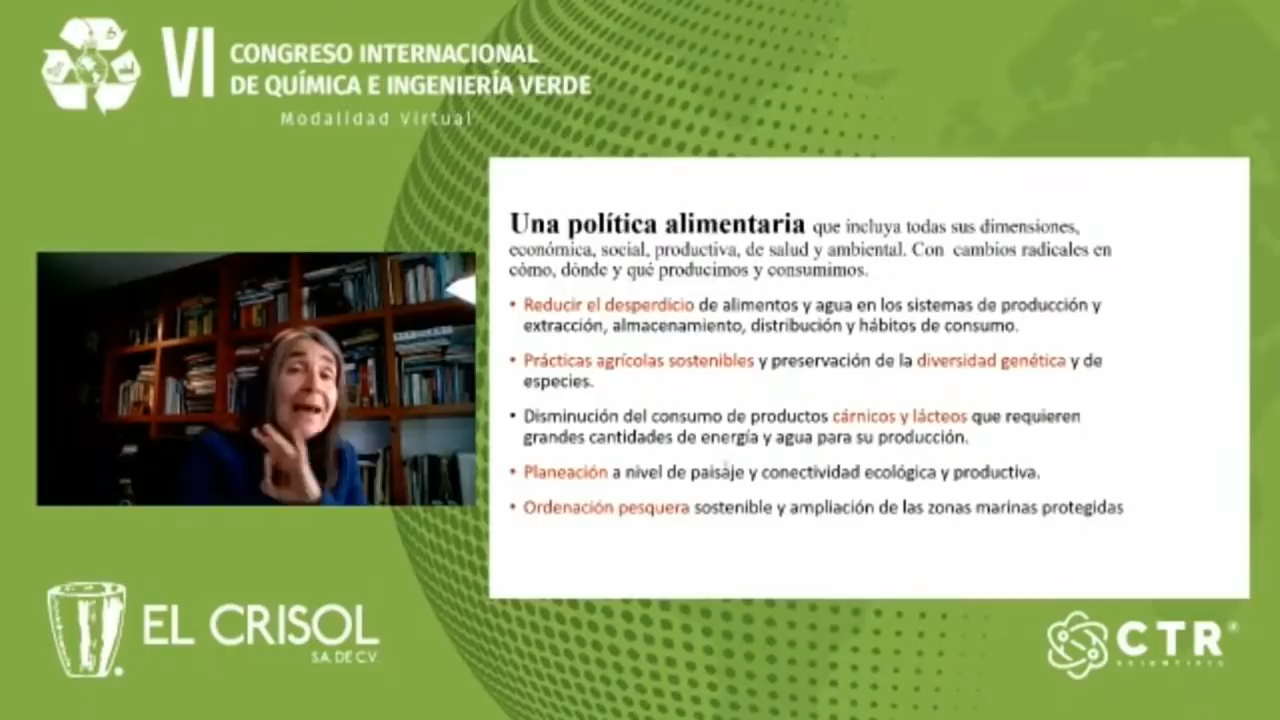 VI CONGRESO INTERNACIONAL
DE QUÍMICA E INGENIERÍA VERDE
Modalidad Virtual
Una política alimentaria que incluya todas sus dimensiones,
económica, social, productiva, de salud y ambiental. Con cambios radicales en
cómo, dónde y qué producimos y consumimos.
• Reducir el desperdicio de alimentos y agua en los sistemas de producción y
extracción, almacenamiento, distribución y hábitos de consumo.
• Prácticas agrícolas sostenibles y preservación de la diversidad genética y de
especies.
• Disminución del consumo de productos cárnicos y lácteos que requieren
grandes cantidades de energía y agua para su producción.
• Planeación a nivel de paisaje y conectividad ecológica y productiva.
• Ordenación pesquera sostenible y ampliación de las zonas marinas protegidas
EL CRISOL
S.A. DE C.V.
CTR®
SCIENTIFIC